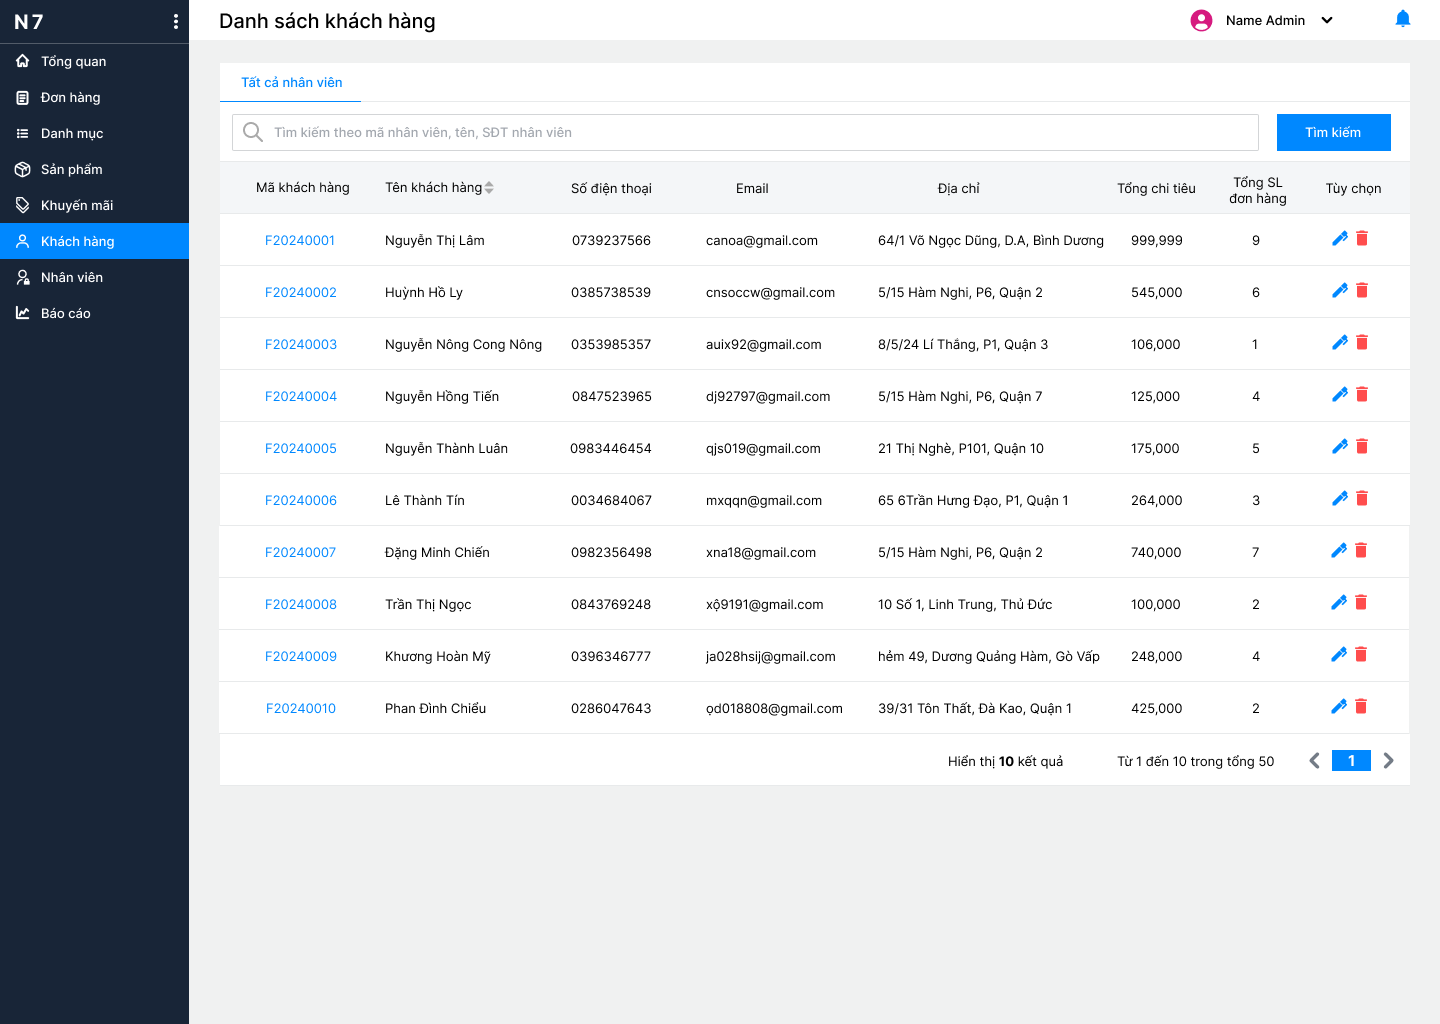 N7
Danh sách khách hàng
Name Admin
Tổng quan
Đơn hàng
Danh mục
Sản phẩm
Khuyến mãi
Khách hàng
Nhân viên
Báo cáo
Tất cả nhân viên
Tìm kiếm theo mã nhân viên, tên, SĐT nhân viên
Tìm kiếm
Mã khách hàng Tên khách hàng Số điện thoại Email Địa chỉ Tổng chi tiêu Tổng SL đơn hàng Tùy chọn
F20240001 Nguyễn Thị Lâm 0739237566 canoa@gmail.com 64/1 Võ Ngọc Dũng, D.A, Bình Dương 999,999 9
F20240002 Huỳnh Hồ Ly 0385738539 cnsoccw@gmail.com 5/15 Hàm Nghi, P6, Quận 2 545,000 6
F20240003 Nguyễn Nông Cong Nông 0353985357 auix92@gmail.com 8/5/24 Lí Thắng, P1, Quận 3 106,000 1
F20240004 Nguyễn Hồng Tiến 0847523965 dj92797@gmail.com 5/15 Hàm Nghi, P6, Quận 7 125,000 4
F20240005 Nguyễn Thành Luân 0983446454 qjs019@gmail.com 21 Thị Nghè, P101, Quận 10 175,000 5
F20240006 Lê Thành Tín 0034684067 mxqqn@gmail.com 65 6Trần Hưng Đạo, P1, Quận 1 264,000 3
F20240007 Đặng Minh Chiến 0982356498 xna18@gmail.com 5/15 Hàm Nghi, P6, Quận 2 740,000 7
F20240008 Trần Thị Ngọc 0843769248 xộ9191@gmail.com 10 Số 1, Linh Trung, Thủ Đức 100,000 2
F20240009 Khương Hoàn Mỹ 0396346777 ja028hsij@gmail.com hẻm 49, Dương Quảng Hàm, Gò Vấp 248,000 4
F20240010 Phan Đình Chiểu 0286047643 ọd018808@gmail.com 39/31 Tôn Thất, Đà Kao, Quận 1 425,000 2
Hiển thị 10 kết quả Từ 1 đến 10 trong tổng 50 1